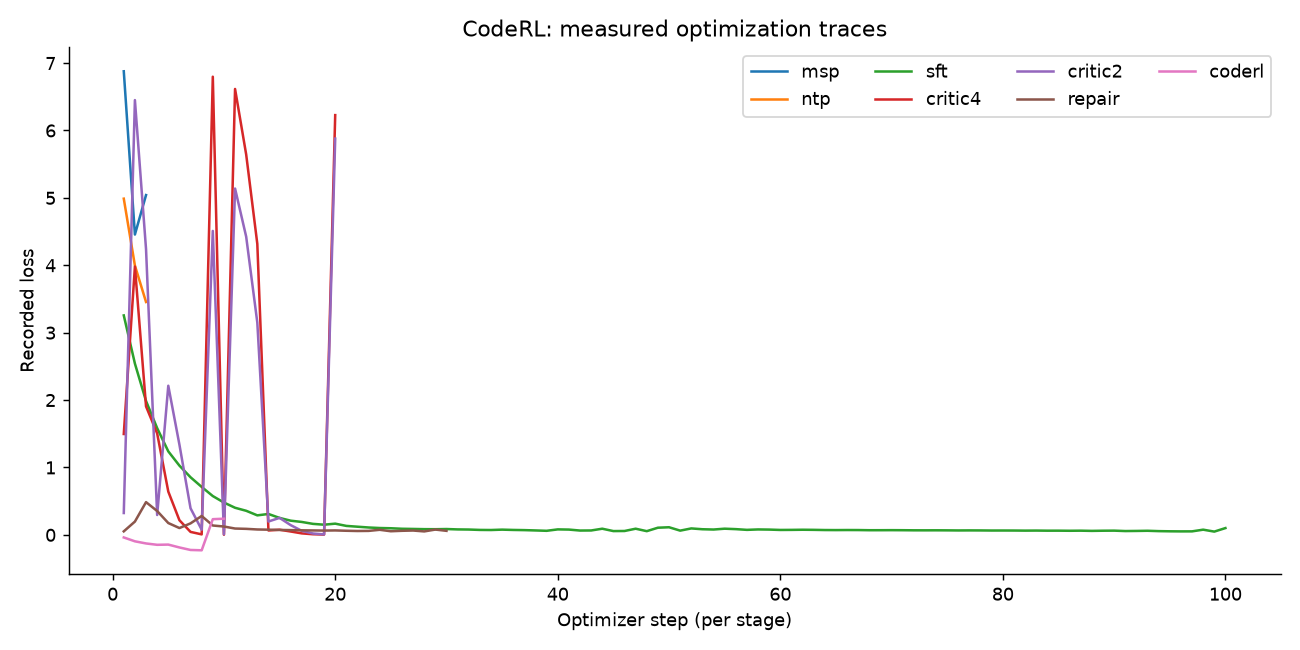 CodeRL: measured optimization traces
msp sft critic2 coderl
ntp critic4 repair
Recorded loss
7
6
5
4
3
2
1
0
0 20 40 60 80 100
Optimizer step (per stage)